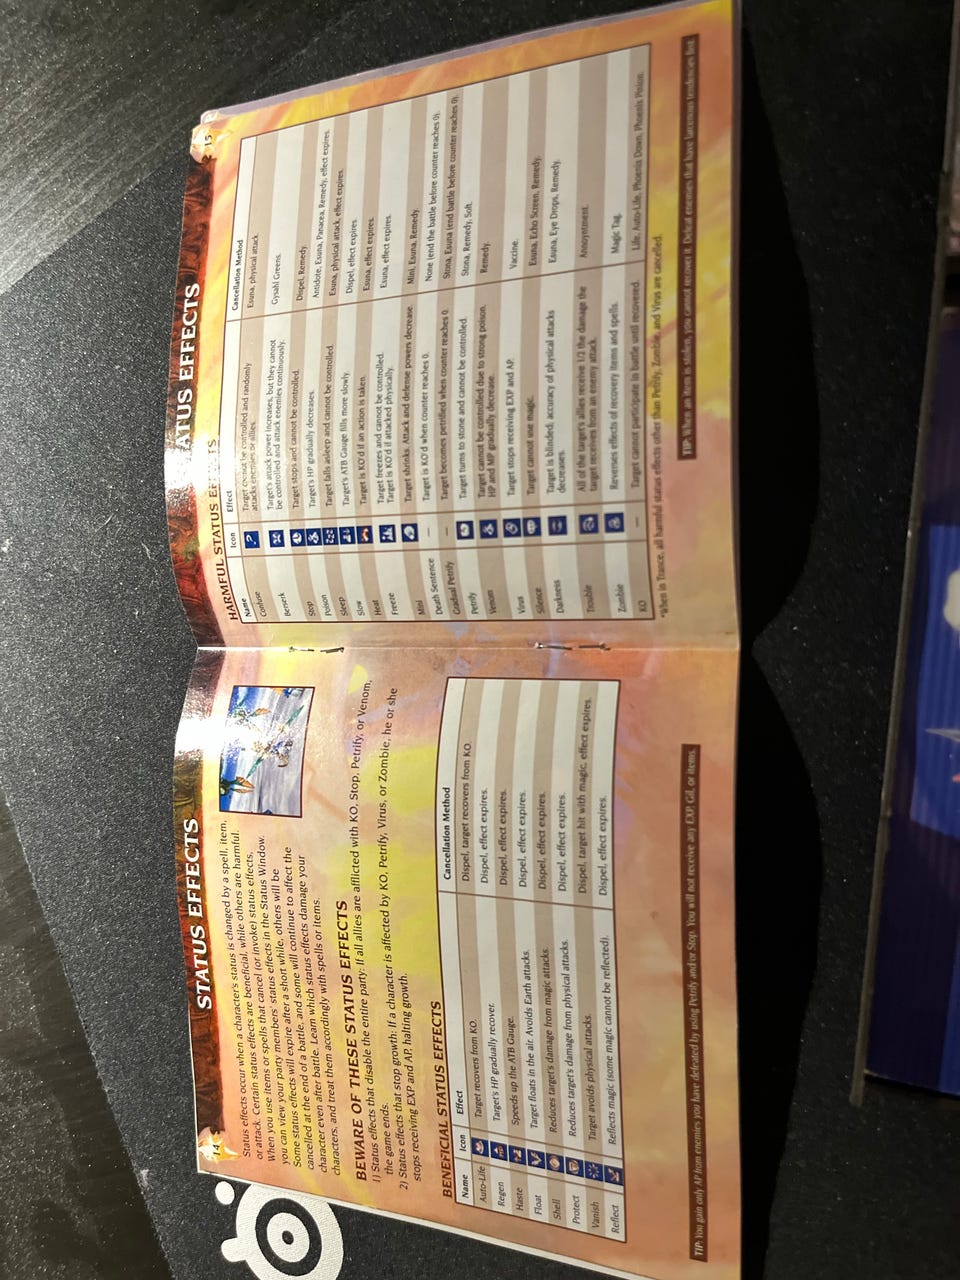 14
STATUS EFFECTS
Status effects occur when a character's status is changed by a spell, item,
or attack. Certain status effects are beneficial, while others are harmful.
When you use items or spells that cancel (or invoke) status effects,
you can view your party members' status effects in the Status Window.
Some status effects will expire after a short while, others will be
cancelled at the end of a battle, and some will continue to affect the
character even after battle. Learn which status effects damage your
characters, and treat them accordingly with spells or items.
BEWARE OF THESE STATUS EFFECTS
1) Status effects that disable the entire party: If all allies are afflicted with KO, Stop, Petrify, or Venom,
the game ends.
2) Status effects that stop growth: If a character is affected by KO, Petrify, Virus, or Zombie, he or she
stops receiving EXP and AP, halting growth.
BENEFICIAL STATUS EFFECTS
Name Icon Effect Cancellation Method
Auto-Life Target recovers from KO. Dispel, target recovers from KO.
Regen Target's HP gradually recover. Dispel, effect expires.
Haste Speeds up the ATB Gauge. Dispel, effect expires.
Float Target floats in the air. Avoids Earth attacks. Dispel, effect expires.
Shell Reduces target's damage from magic attacks. Dispel, effect expires.
Protect Reduces target's damage from physical attacks. Dispel, effect expires.
Vanish Target avoids physical attacks. Dispel, target hit with magic, effect expires.
Reflect Reflects magic (some magic cannot be reflected). Dispel, effect expires.
TIP: You gain only AP from enemies you have defeated by using Petrify and/or Stop. You will not receive any EXP, Gil, or items.
15
ATUS EFFECTS
HARMFUL STATUS EFFECTS
Name Icon Effect Cancellation Method
Confuse ? Target cannot be controlled and randomly
attacks enemies or allies. Esuna, physical attack.
Berserk Target's attack power increases, but they cannot
be controlled and attack enemies continuously. Gysahl Greens.
Stop Target stops and cannot be controlled. Dispel, Remedy.
Poison Target's HP gradually decreases. Antidote, Esuna, Panacea, Remedy, effect expires.
Sleep Target falls asleep and cannot be controlled. Esuna, physical attack, effect expires.
Slow Target's ATB Gauge fills more slowly. Dispel, effect expires.
Heat Target is KO'd if an action is taken. Esuna, effect expires.
Freeze Target freezes and cannot be controlled.
Target is KO'd if attacked physically. Esuna, effect expires.
Mini Target shrinks. Attack and defense powers decrease. Mini, Esuna, Remedy.
Death Sentence — Target is KO'd when counter reaches 0. None (end the battle before counter reaches 0).
Gradual Petrify — Target becomes petrified when counter reaches 0. Stona, Esuna (end battle before counter reaches 0).
Petrify Target turns to stone and cannot be controlled. Stona, Remedy, Soft.
Venom Target cannot be controlled due to strong poison.
HP and MP gradually decrease. Remedy.
Virus Target stops receiving EXP and AP. Vaccine.
Silence Target cannot use magic. Esuna, Echo Screen, Remedy.
Darkness Target is blinded; accuracy of physical attacks
decreases. Esuna, Eye Drops, Remedy.
Trouble All of the target's allies receive 1/3 the damage the
target receives from an enemy attack. Annoyntment.
Zombie Reverses effects of recovery items and spells. Magic Tag.
KO — Target cannot participate in battle until recovered. Life, Auto-Life, Phoenix Down, Phoenix Pinion.
*When in Trance, all harmful status effects other than Petrify, Zombie, and Virus are cancelled.
TIP: When an item is stolen, you cannot recover it. Defeat enemies that have larcenous tendencies first.